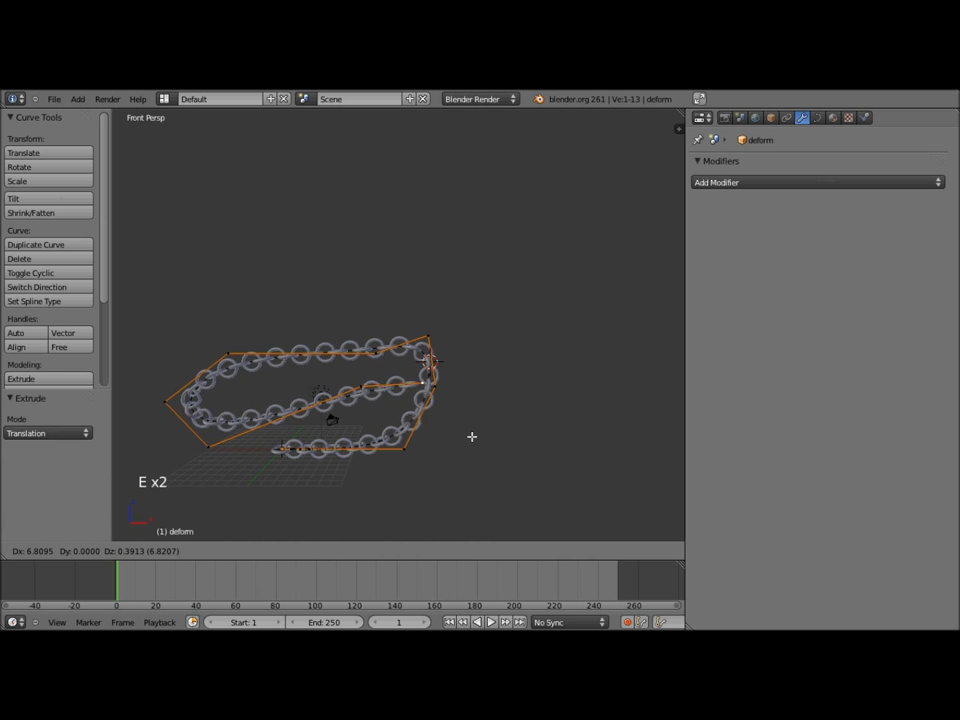 File Add Render Help Default Scene Blender Render blender.org 261 | Ve:1-13 | deform
Curve Tools
Front Persp
Transform:
Translate
Rotate
Scale
Tilt
Shrink/Fatten
Curve:
Duplicate Curve
Delete
Toggle Cyclic
Switch Direction
Set Spline Type
Handles:
Auto Vector
Align Free
Modeling:
Extrude
Extrude
Mode
Translation
E x2
(1) deform
Dx: 6.8095 Dy: 0.0000 Dz: 0.3913 (6.8207)
deform
Modifiers
Add Modifier
-40 -20 0 20 40 60 80 100 120 140 160 180 200 220 240 260
View Marker Frame Playback Start: 1 End: 250 1 No Sync